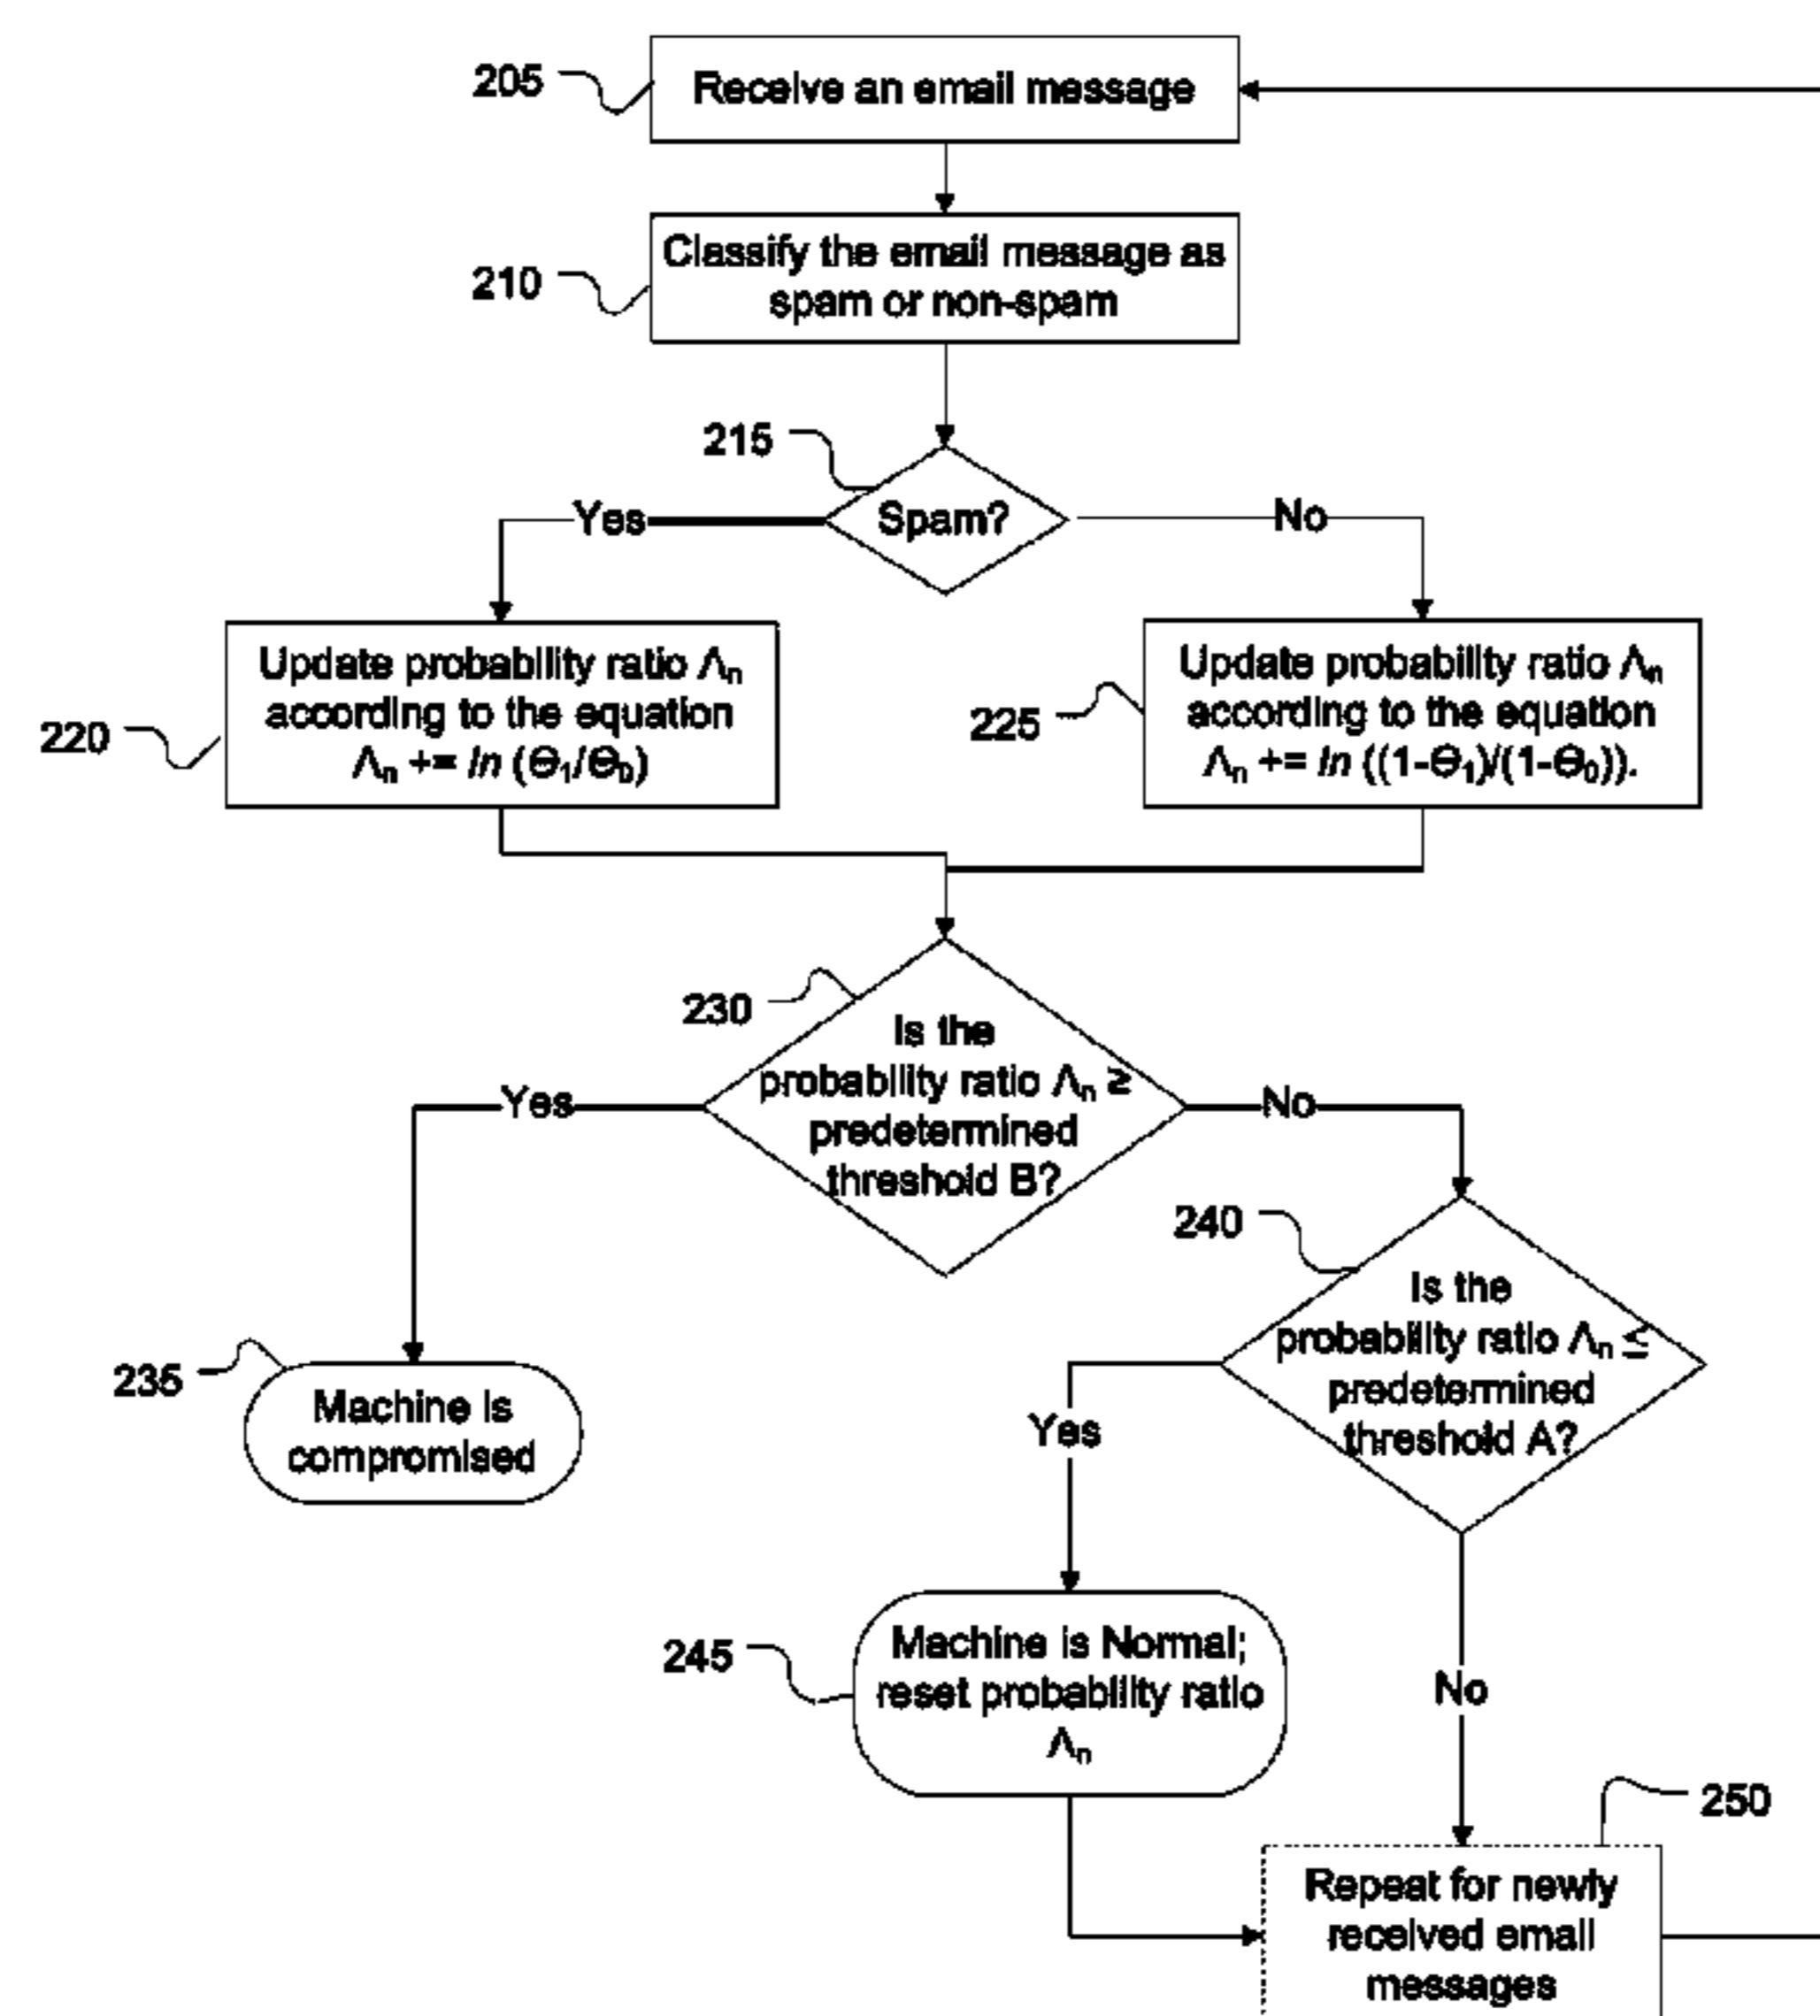 205
Receive an email message
210
Classify the email message as
spam or non-spam
215
Spam?
Yes
No
220
Update probability ratio Λn
according to the equation
Λn += ln (Θ1/Θ0)
225
Update probability ratio Λn
according to the equation
Λn += ln ((1-Θ1)/(1-Θ0)).
230
Is the
probability ratio Λn ≥
predetermined
threshold B?
Yes
No
235
Machine is
compromised
240
Is the
probability ratio Λn ≤
predetermined
threshold A?
Yes
No
245
Machine is Normal;
reset probability ratio
Λn
250
Repeat for newly
received email
messages